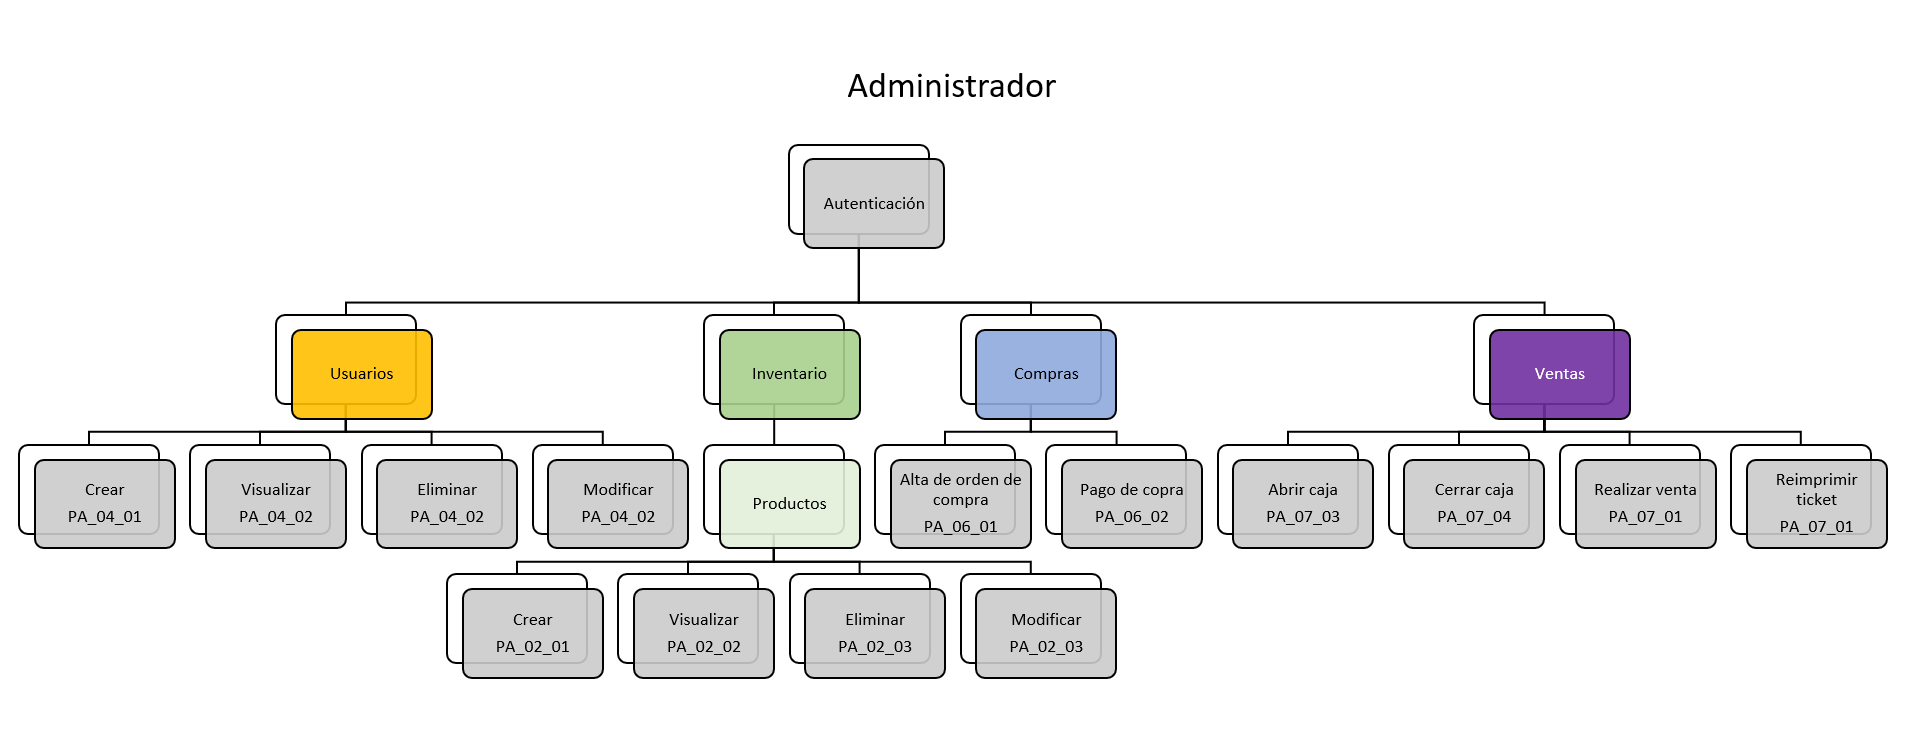 Administrador
Autenticación
Usuarios
Inventario
Compras
Ventas
Crear
PA_04_01
Visualizar
PA_04_02
Eliminar
PA_04_02
Modificar
PA_04_02
Productos
Alta de orden de
compra
PA_06_01
Pago de copra
PA_06_02
Abrir caja
PA_07_03
Cerrar caja
PA_07_04
Realizar venta
PA_07_01
Reimprimir
ticket
PA_07_01
Crear
PA_02_01
Visualizar
PA_02_02
Eliminar
PA_02_03
Modificar
PA_02_03